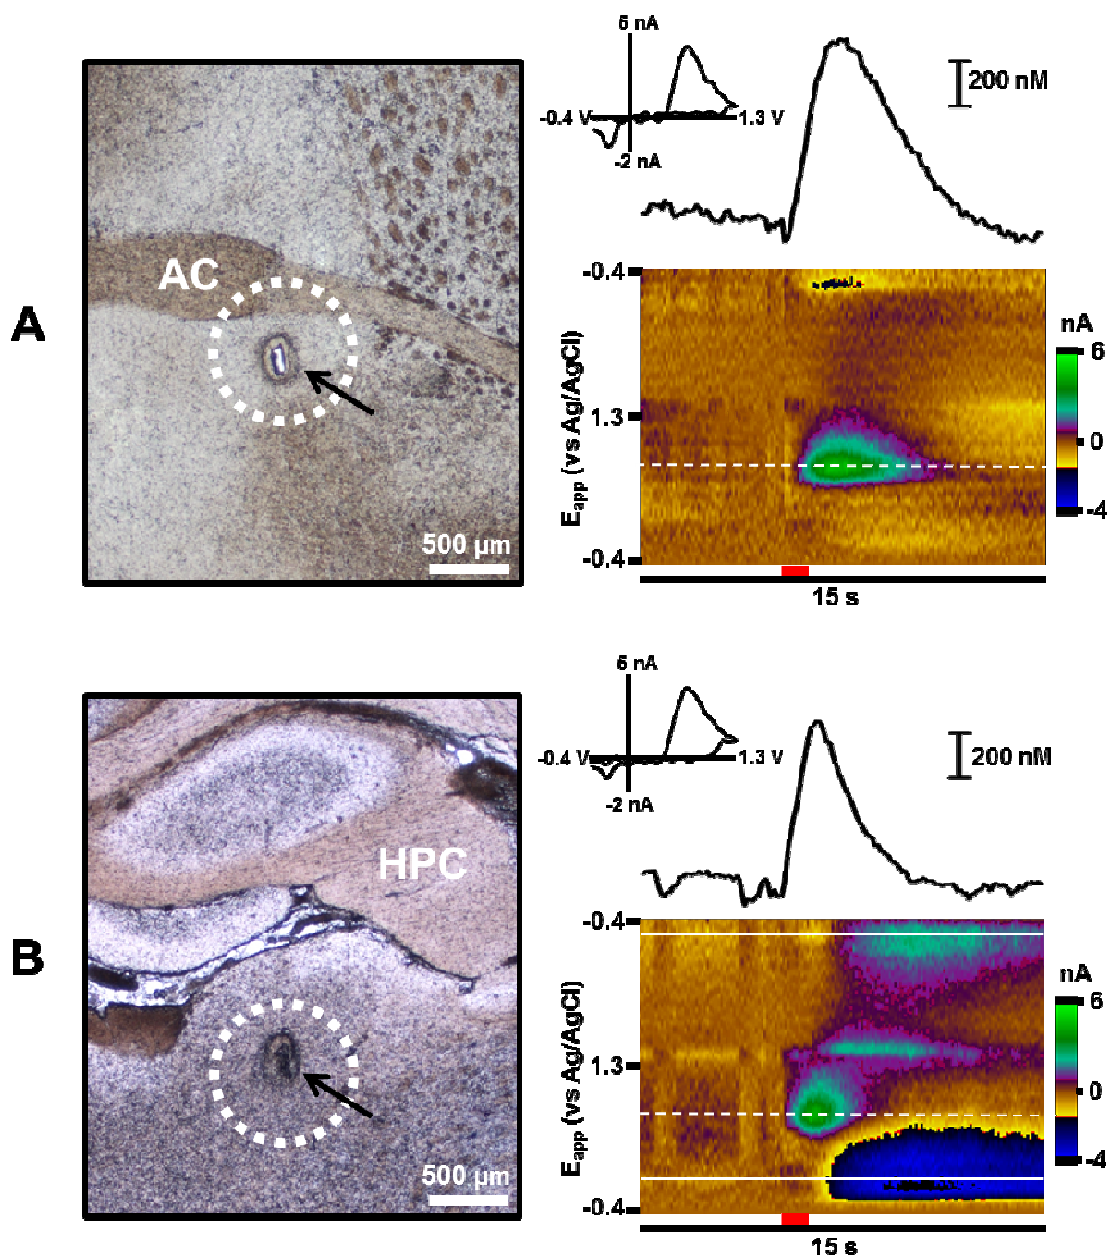 A
AC
500 µm
6 nA
-0.4 V
1.3 V
-2 nA
200 nM
-0.4
1.3
-0.4
Eapp (vs Ag/AgCl)
15 s
nA
6
0
-4
B
HPC
500 µm
6 nA
-0.4 V
1.3 V
-2 nA
200 nM
-0.4
1.3
-0.4
Eapp (vs Ag/AgCl)
15 s
nA
6
0
-4